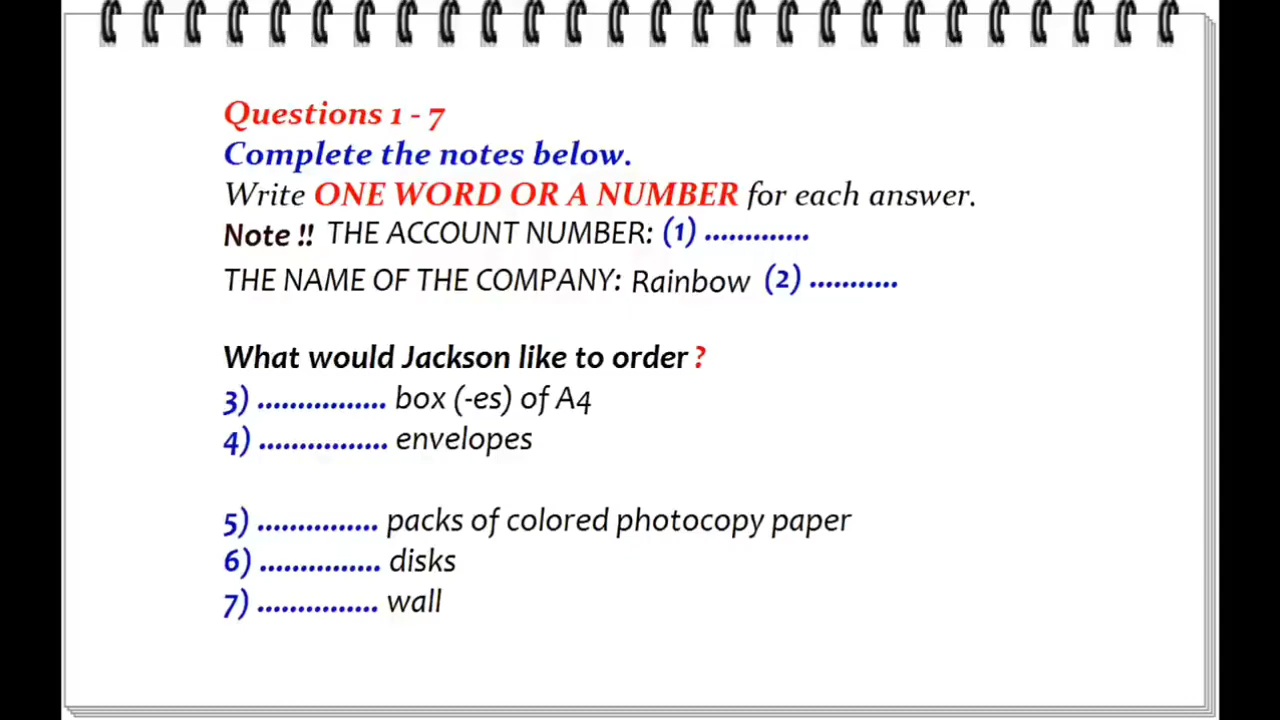 Questions 1 - 7
Complete the notes below.
Write ONE WORD OR A NUMBER for each answer.
Note !! THE ACCOUNT NUMBER: (1) .............
THE NAME OF THE COMPANY: Rainbow (2) ...........
What would Jackson like to order ?
3) ................ box (-es) of A4
4) ................ envelopes
5) ............... packs of colored photocopy paper
6) ............... disks
7) ............... wall